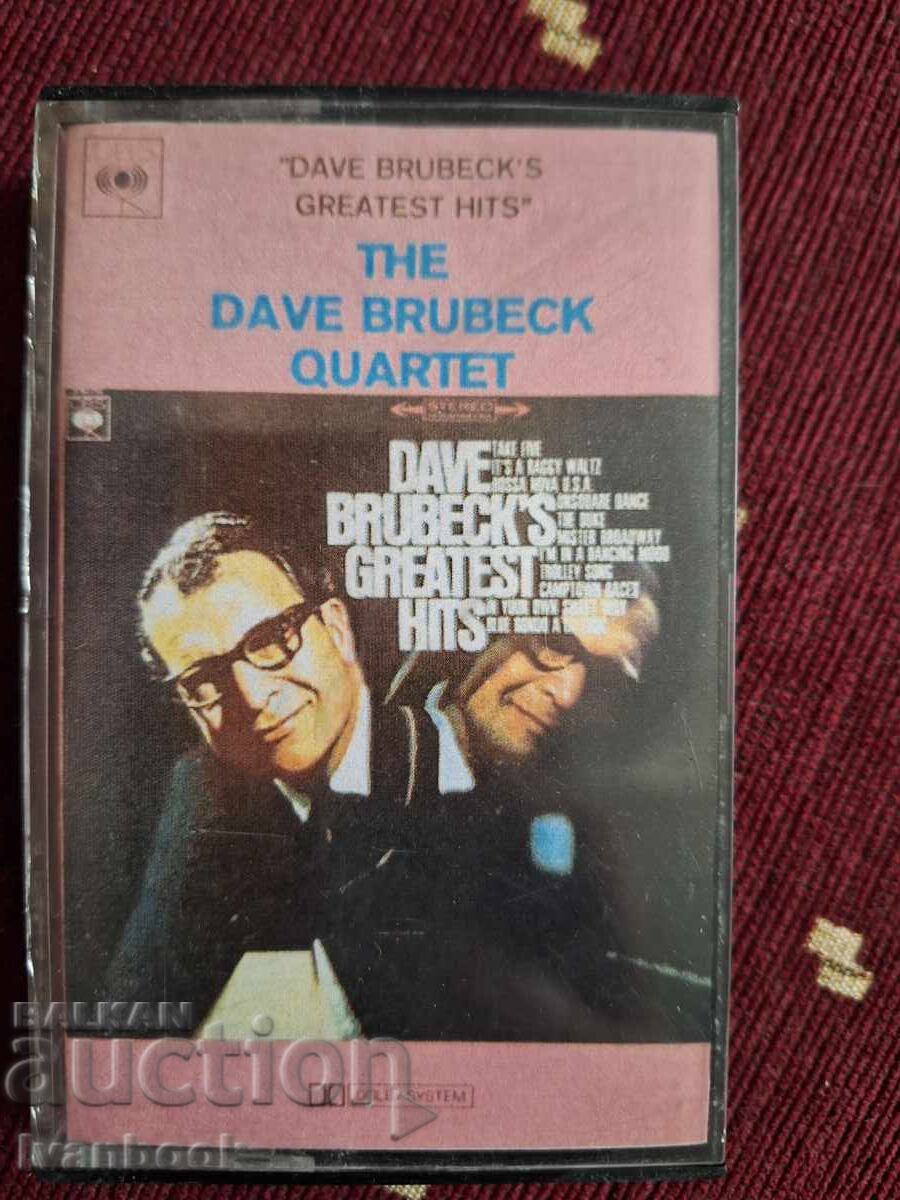 "DAVE BRUBECK'S
GREATEST HITS"
THE
DAVE BRUBECK
QUARTET
STEREO
DAVE
BRUBECK'S
GREATEST
HITS
TAKE FIVE
IT'S A RAGGY WALTZ
BOSSA NOVA U.S.A.
UNSQUARE DANCE
THE DUKE
MISTER BROADWAY
I'M IN A DANCING MOOD
TROLLEY SONG
CAMPTOWN RACES
IN YOUR OWN SWEET WAY
BLUE RONDO A
DOLBY SYSTEM
BALKAN
auction
Ivanbook